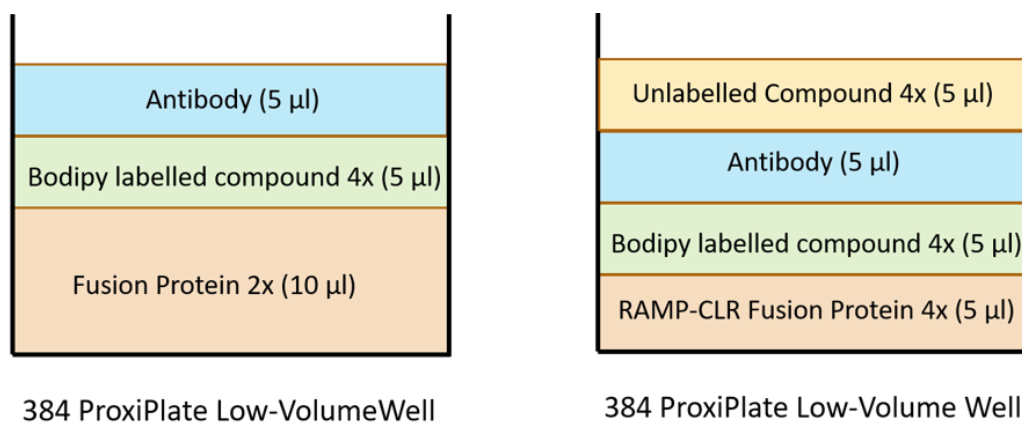 Antibody (5 µl)
Bodipy labelled compound 4x (5 µl)
Fusion Protein 2x (10 µl)
384 ProxiPlate Low-VolumeWell
Unlabelled Compound 4x (5 µl)
Antibody (5 µl)
Bodipy labelled compound 4x (5 µl)
RAMP-CLR Fusion Protein 4x (5 µl)
384 ProxiPlate Low-Volume Well